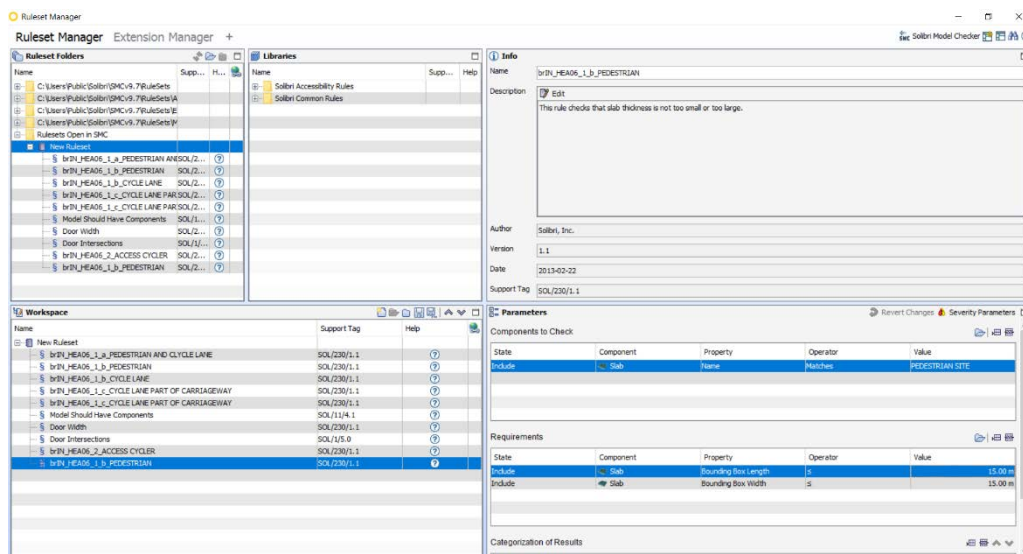 Ruleset Manager
Ruleset Manager Extension Manager +
Solibri Model Checker
Ruleset Folders
Name Supp... H...
C:\Users\Public\Solibri\SMCv9.7\RuleSets
C:\Users\Public\Solibri\SMCv9.7\RuleSets\A
C:\Users\Public\Solibri\SMCv9.7\RuleSets\E
C:\Users\Public\Solibri\SMCv9.7\RuleSets\
Rulesets Open in SMC
New Ruleset
§ brIN_HEA06_1_a_PEDESTRIAN AN SOL/2...
§ brIN_HEA06_1_b_PEDESTRIAN SOL/2...
§ brIN_HEA06_1_b_CYCLE LANE SOL/2...
§ brIN_HEA06_1_c_CYCLE LANE PAR SOL/2...
§ brIN_HEA06_1_c_CYCLE LANE PAR SOL/2...
§ Model Should Have Components SOL/1...
§ Door Width SOL/2...
§ Door Intersections SOL/1/...
§ brIN_HEA06_2_ACCESS CYCLER SOL/2...
§ brIN_HEA06_1_b_PEDESTRIAN SOL/2...
Libraries
Name Supp... Help
Solibri Accessibility Rules
Solibri Common Rules
Info
Name brIN_HEA06_1_b_PEDESTRIAN
Description Edit
This rule checks that slab thickness is not too small or too large.
Author Solibri, Inc.
Version 1.1
Date 2013-02-22
Support Tag SOL/230/1.1
Workspace
Name Support Tag Help
New Ruleset
§ brIN_HEA06_1_a_PEDESTRIAN AND CLYCLE LANE SOL/230/1.1
§ brIN_HEA06_1_b_PEDESTRIAN SOL/230/1.1
§ brIN_HEA06_1_b_CYCLE LANE SOL/230/1.1
§ brIN_HEA06_1_c_CYCLE LANE PART OF CARRIAGEWAY SOL/230/1.1
§ brIN_HEA06_1_c_CYCLE LANE PART OF CARRIAGEWAY SOL/230/1.1
§ Model Should Have Components SOL/11/4.1
§ Door Width SOL/230/1.1
§ Door Intersections SOL/1/5.0
§ brIN_HEA06_2_ACCESS CYCLER SOL/230/1.1
§ brIN_HEA06_1_b_PEDESTRIAN SOL/230/1.1
Parameters Revert Changes Severity Parameters
Components to Check
State Component Property Operator Value
Include Slab Name Matches PEDESTRIAN SITE
Requirements
State Component Property Operator Value
Include Slab Bounding Box Length ≤ 15.00 m
Include Slab Bounding Box Width ≤ 15.00 m
Categorization of Results